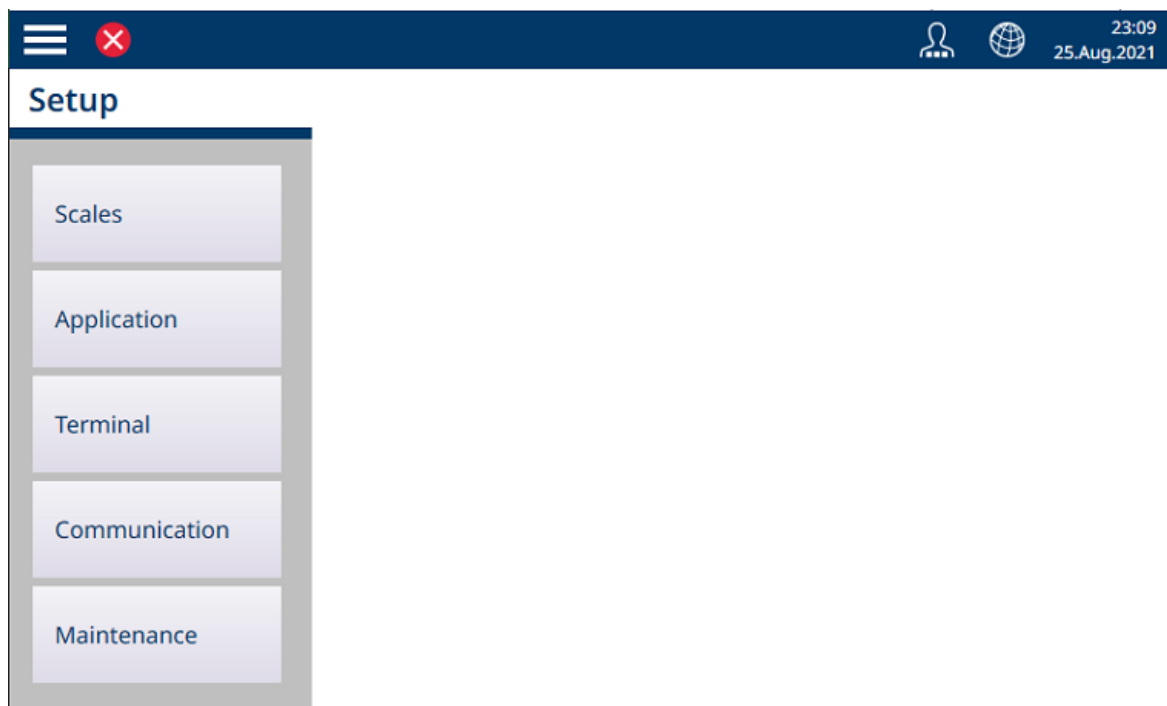 23:09
25.Aug.2021
Setup
Scales
Application
Terminal
Communication
Maintenance